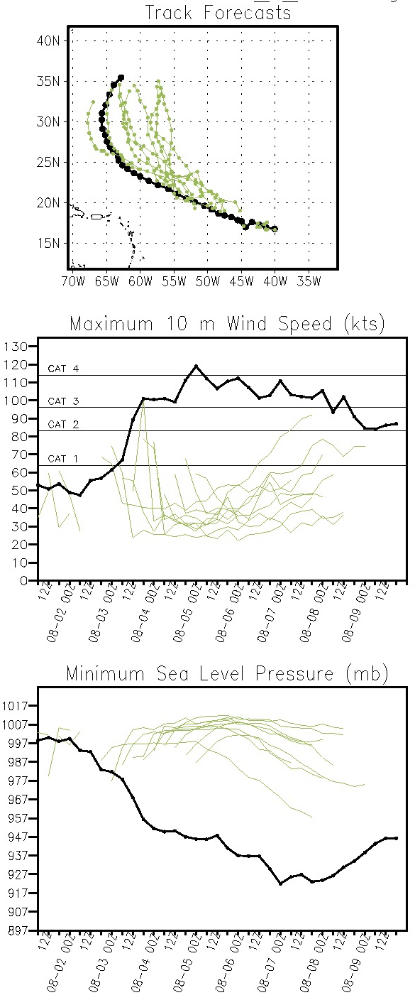 Track Forecasts
40N
35N
30N
25N
20N
15N
70W 65W 60W 55W 50W 45W 40W 35W
Maximum 10 m Wind Speed (kts)
130
120
CAT 4
110
100
CAT 3
90
CAT 2
80
70
CAT 1
60
50
40
30
20
10
0
12Z 08-02 00Z 12Z 08-03 00Z 12Z 08-04 00Z 12Z 08-05 00Z 12Z 08-06 00Z 12Z 08-07 00Z 12Z 08-08 00Z 12Z 08-09 00Z 12Z
Minimum Sea Level Pressure (mb)
1017
1007
997
987
977
967
957
947
937
927
917
907
897
12Z 08-02 00Z 12Z 08-03 00Z 12Z 08-04 00Z 12Z 08-05 00Z 12Z 08-06 00Z 12Z 08-07 00Z 12Z 08-08 00Z 12Z 08-09 00Z 12Z